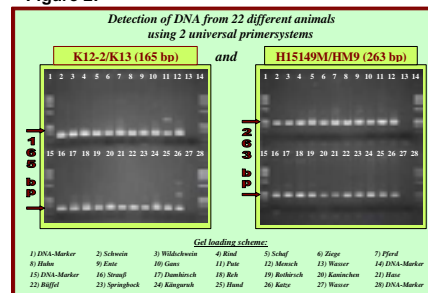 Figure 2:
Detection of DNA from 22 different animals
using 2 universal primersystems
K12-2/K13 (165 bp) and H15149M/HM9 (263 bp)
1 2 3 4 5 6 7 8 9 10 11 12 13 14
1 2 3 4 5 6 7 8 9 10 11 12 13 14
165 bp
263 bp
15 16 17 18 19 20 21 22 23 24 25 26 27 28
15 16 17 18 19 20 21 22 23 24 25 26 27 28
Gel loading scheme:
1) DNA-Marker 2) Schwein 3) Wildschwein 4) Rind 5) Schaf 6) Ziege 7) Pferd
8) Huhn 9) Ente 10) Gans 11) Pute 12) Mensch 13) Wasser 14) DNA-Marker
15) DNA-Marker 16) Strauß 17) Damhirsch 18) Reh 19) Rothirsch 20) Kaninchen 21) Hase
22) Büffel 23) Springbock 24) Känguruh 25) Hund 26) Katze 27) Wasser 28) DNA-Marker